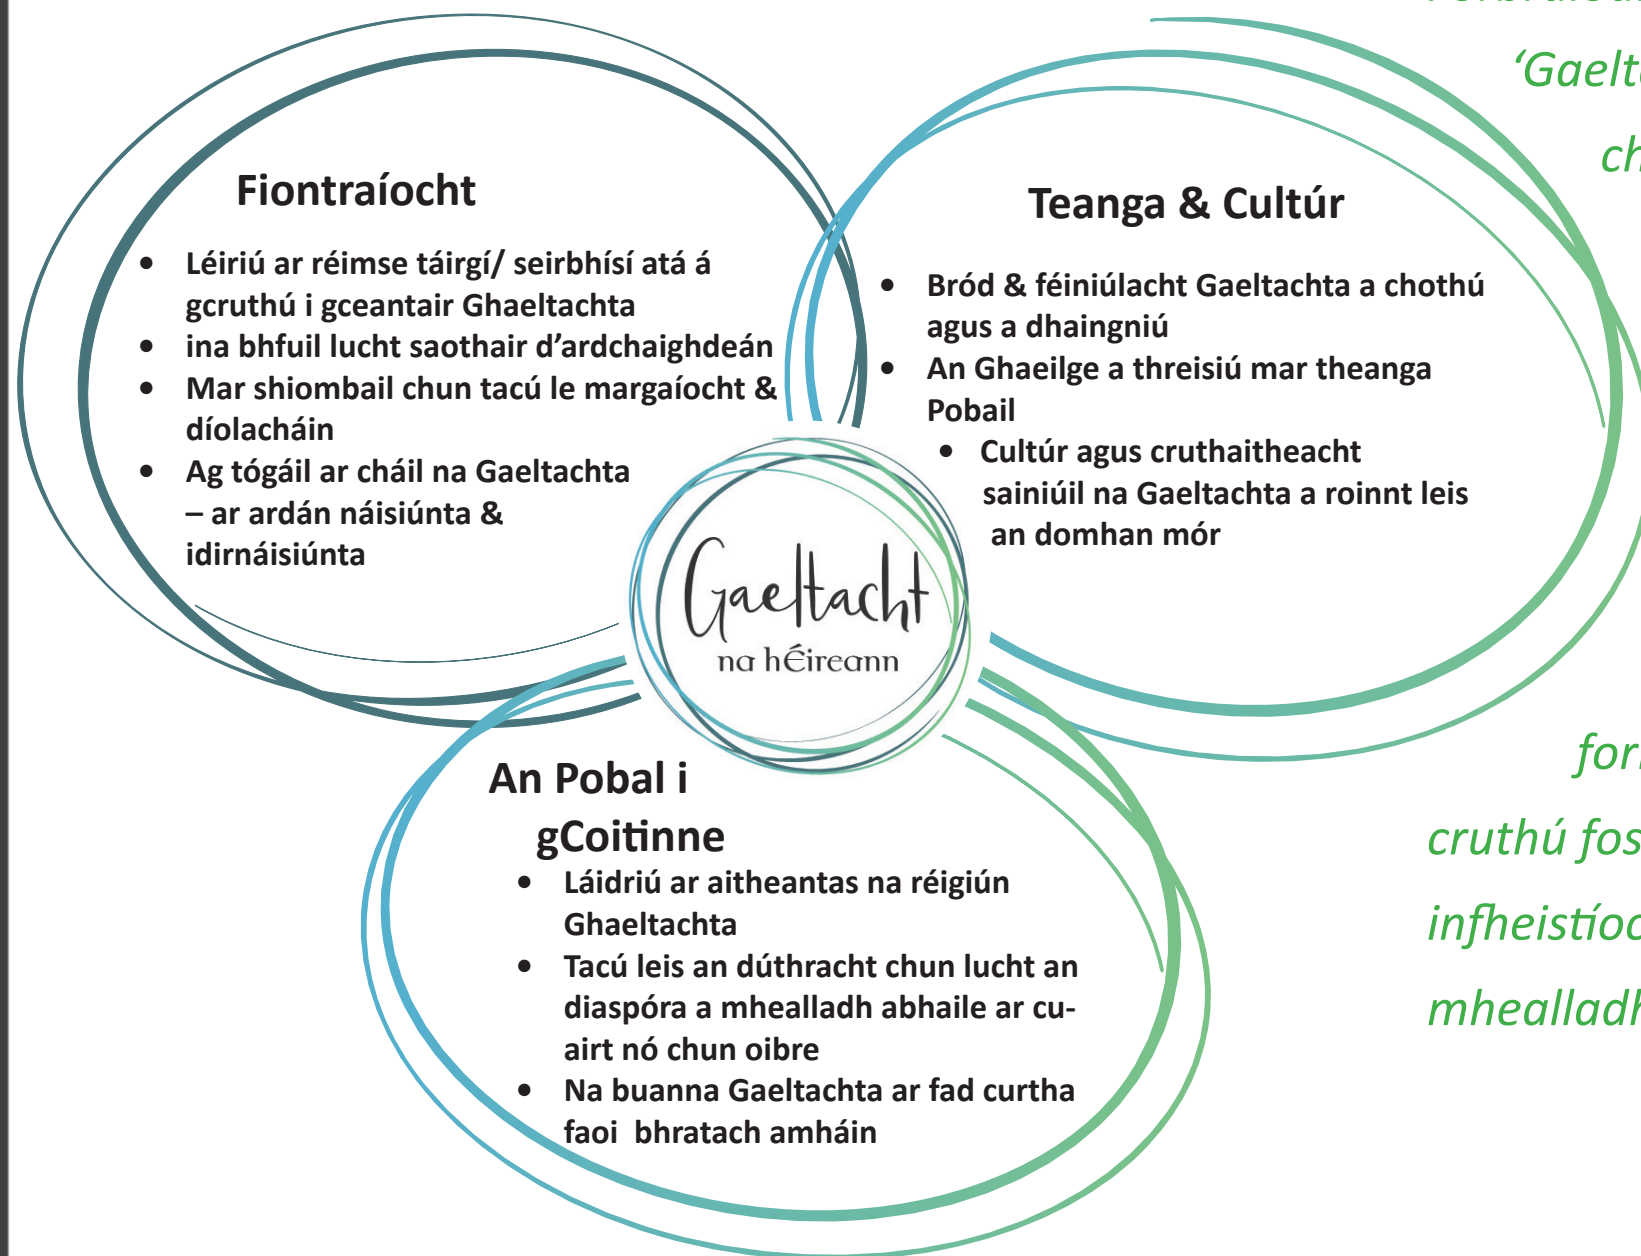 Fiontraíocht
• Léiriú ar réimse táirgí/ seirbhísí atá á
gcruthú i gceantair Ghaeltachta
• ina bhfuil lucht saothair d’ardchaighdeán
• Mar shiombail chun tacú le margaíocht &
díolacháin
• Ag tógáil ar cháil na Gaeltachta
– ar ardán náisiúnta &
idirnáisiúnta
Teanga & Cultúr
• Bród & féiniúlacht Gaeltachta a chothú
agus a dhaingniú
• An Ghaeilge a threisiú mar theanga
Pobail
• Cultúr agus cruthaitheacht
sainiúil na Gaeltachta a roinnt leis
an domhan mór
Gaeltacht
na hÉireann
An Pobal i
gCoitinne
• Láidriú ar aitheantas na réigiún
Ghaeltachta
• Tacú leis an dúthracht chun lucht an
diaspóra a mhealladh abhaile ar cu-
airt nó chun oibre
• Na buanna Gaeltachta ar fad curtha
faoi bhratach amháin
cruthú
mhealladh